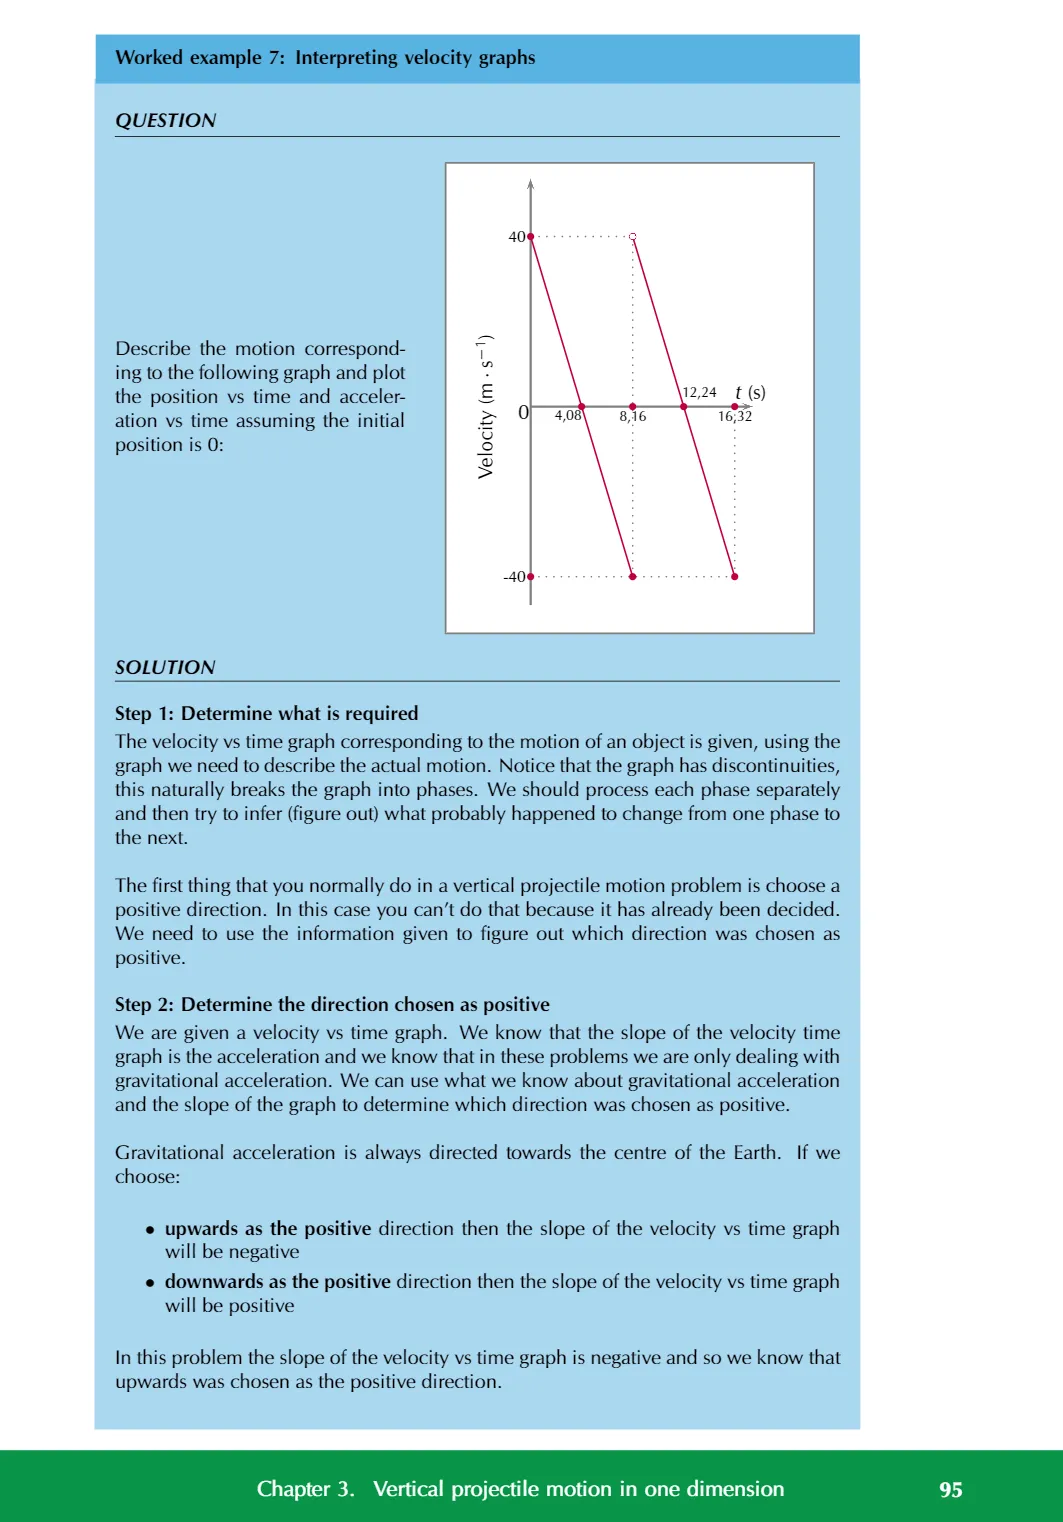 Worked example 7: Interpreting velocity graphs
QUESTION
Describe the motion correspond-
ing to the following graph and plot
the position vs time and acceler-
ation vs time assuming the initial
position is 0:
Velocity (m · s⁻¹)
40
0
-40
4,08
8,16
12,24
16,32
t (s)
SOLUTION
Step 1: Determine what is required
The velocity vs time graph corresponding to the motion of an object is given, using the
graph we need to describe the actual motion. Notice that the graph has discontinuities,
this naturally breaks the graph into phases. We should process each phase separately
and then try to infer (figure out) what probably happened to change from one phase to
the next.
The first thing that you normally do in a vertical projectile motion problem is choose a
positive direction. In this case you can't do that because it has already been decided.
We need to use the information given to figure out which direction was chosen as
positive.
Step 2: Determine the direction chosen as positive
We are given a velocity vs time graph. We know that the slope of the velocity time
graph is the acceleration and we know that in these problems we are only dealing with
gravitational acceleration. We can use what we know about gravitational acceleration
and the slope of the graph to determine which direction was chosen as positive.
Gravitational acceleration is always directed towards the centre of the Earth. If we
choose:
• upwards as the positive direction then the slope of the velocity vs time graph
will be negative
• downwards as the positive direction then the slope of the velocity vs time graph
will be positive
In this problem the slope of the velocity vs time graph is negative and so we know that
upwards was chosen as the positive direction.
Chapter 3. Vertical projectile motion in one dimension 95